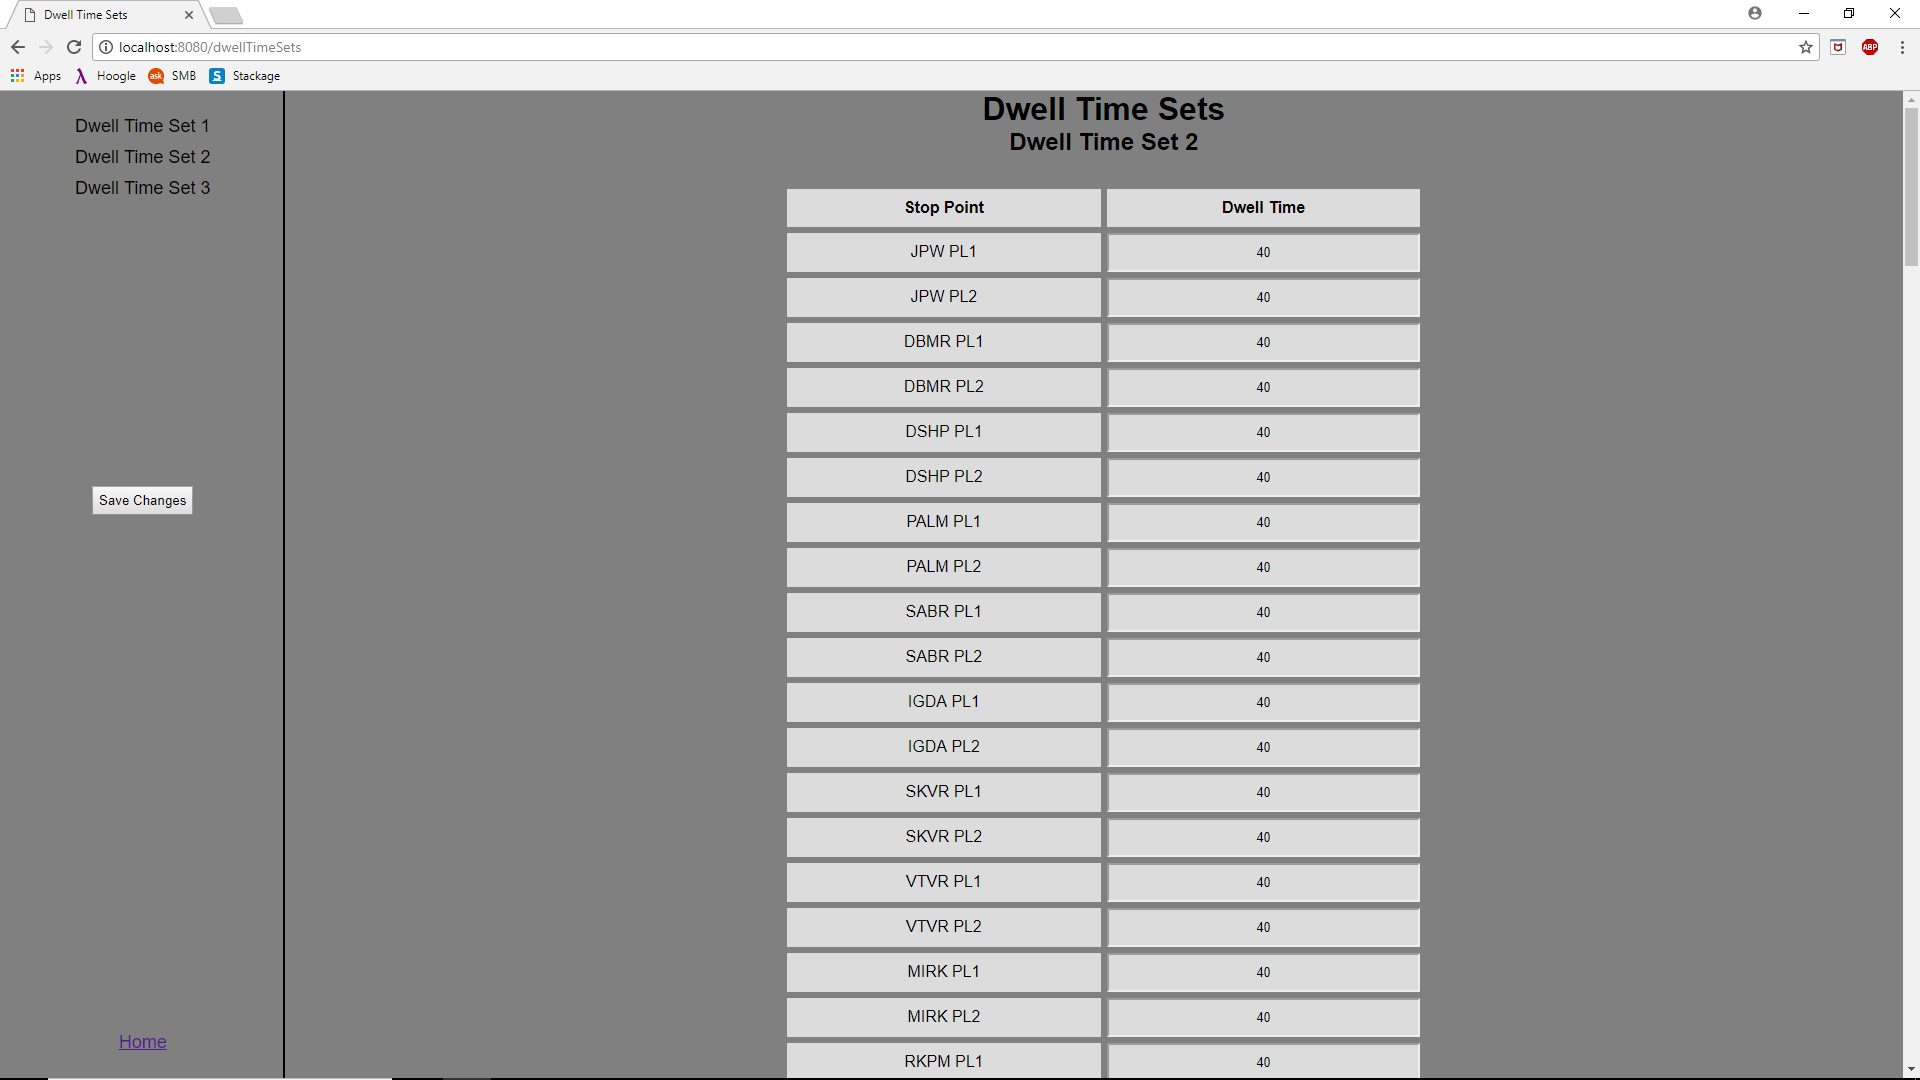 Dwell Time Sets
localhost:8080/dwellTimeSets
ABP
Apps Hoogle ask SMB S Stackage
Dwell Time Set 1
Dwell Time Set 2
Dwell Time Set 3
Save Changes
Home
Dwell Time Sets
Dwell Time Set 2
Stop Point Dwell Time
JPW PL1 40
JPW PL2 40
DBMR PL1 40
DBMR PL2 40
DSHP PL1 40
DSHP PL2 40
PALM PL1 40
PALM PL2 40
SABR PL1 40
SABR PL2 40
IGDA PL1 40
IGDA PL2 40
SKVR PL1 40
SKVR PL2 40
VTVR PL1 40
VTVR PL2 40
MIRK PL1 40
MIRK PL2 40
RKPM PL1 40